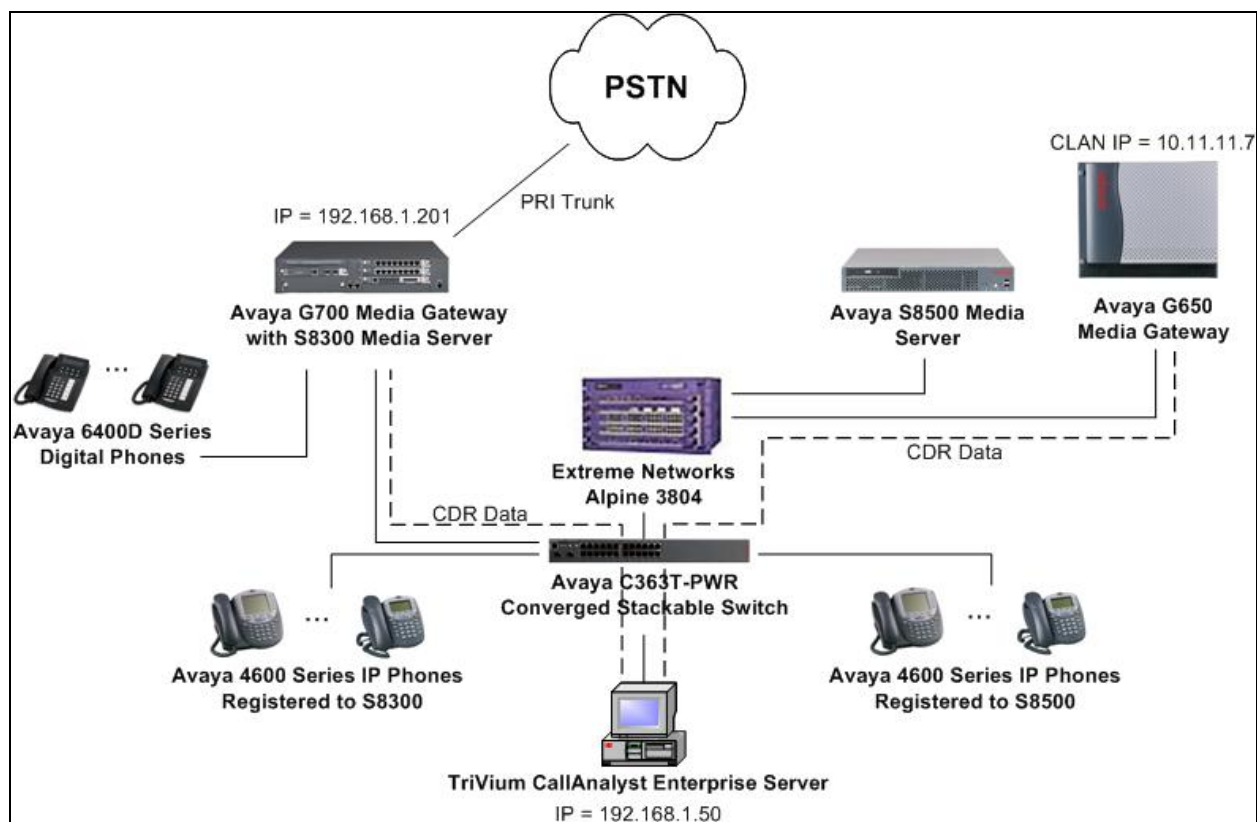 PSTN
CLAN IP = 10.11.11.7
PRI Trunk
IP = 192.168.1.201
Avaya G700 Media Gateway
with S8300 Media Server
Avaya S8500 Media
Server
Avaya G650
Media Gateway
...
Avaya 6400D Series
Digital Phones
Extreme Networks
Alpine 3804
CDR Data
CDR Data
Avaya C363T-PWR
Converged Stackable Switch
...
...
Avaya 4600 Series IP Phones
Registered to S8300
Avaya 4600 Series IP Phones
Registered to S8500
TriVium CallAnalyst Enterprise Server
IP = 192.168.1.50